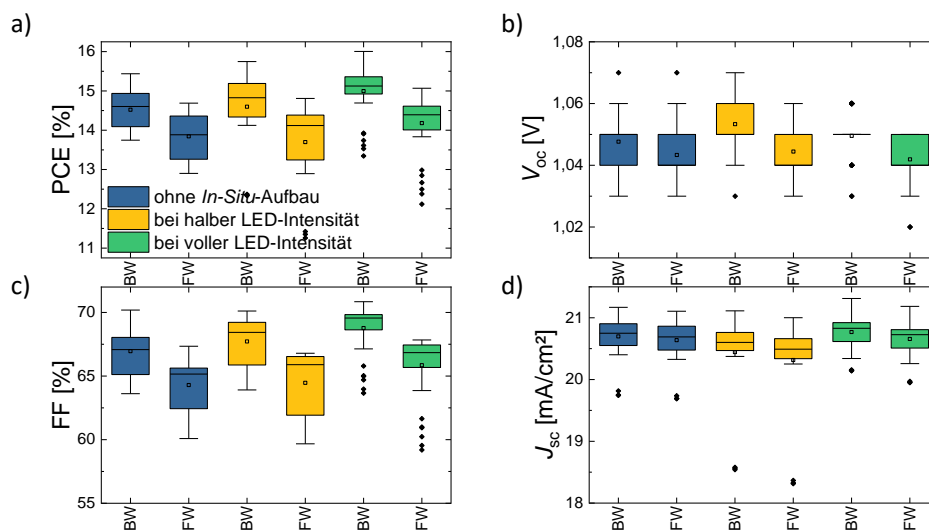 a)
PCE [%]
16
15
14
13
12
11
ohne In-Situ-Aufbau
bei halber LED-Intensität
bei voller LED-Intensität
BW FW BW FW BW FW
b)
Voc [V]
1,08
1,06
1,04
1,02
BW FW BW FW BW FW
c)
FF [%]
70
65
60
55
BW FW BW FW BW FW
d)
Jsc [mA/cm²]
21
20
19
18
BW FW BW FW BW FW